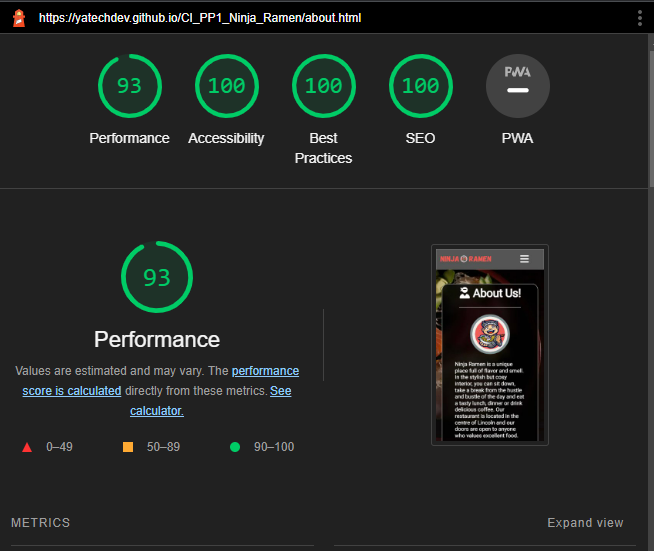 https://yatechdev.github.io/CI_PP1_Ninja_Ramen/about.html
93 100 100 100 PWA
Performance Accessibility Best Practices SEO PWA
93
Performance
Values are estimated and may vary. The performance
score is calculated directly from these metrics. See
calculator.
0–49 50–89 90–100
NINJA RAMEN
About Us!
Ninja Ramen is a unique
place full of flavor and smell.
In the stylish but cosy
interior, you can sit down,
take a break from the hustle
and bustle of the day and eat
a tasty lunch, dinner or drink
delicious coffee. Our
restaurant is located in the
centre of Lincoln and our
doors are open to anyone
who values excellent food.
METRICS
Expand view